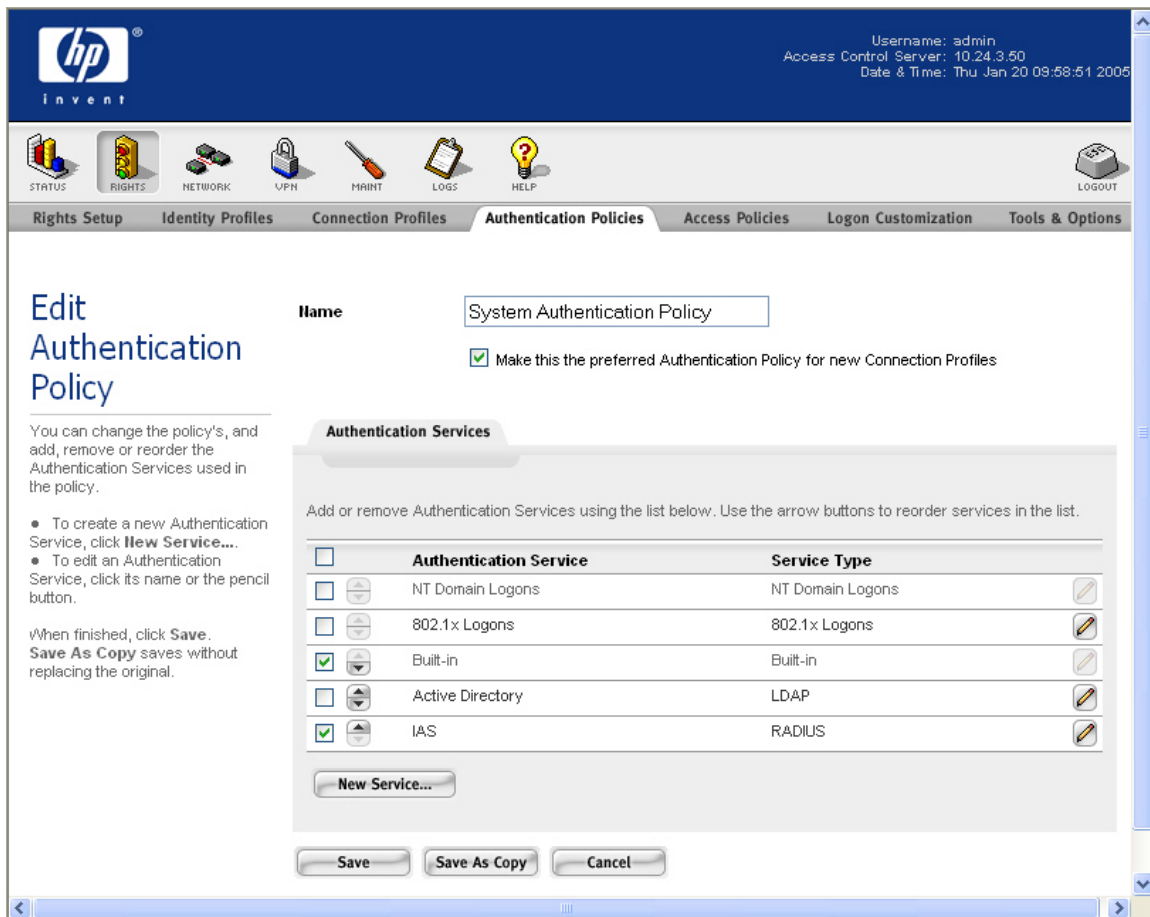 hp
®
invent
Username: admin
Access Control Server: 10.24.3.50
Date & Time: Thu Jan 20 09:58:51 2005
STATUS RIGHTS NETWORK VPN MAINT LOGS HELP LOGOUT
Rights Setup Identity Profiles Connection Profiles Authentication Policies Access Policies Logon Customization Tools & Options
Edit
Authentication
Policy
You can change the policy's, and
add, remove or reorder the
Authentication Services used in
the policy.
● To create a new Authentication
Service, click New Service....
● To edit an Authentication
Service, click its name or the pencil
button.
When finished, click Save.
Save As Copy saves without
replacing the original.
Name System Authentication Policy
Make this the preferred Authentication Policy for new Connection Profiles
Authentication Services
Add or remove Authentication Services using the list below. Use the arrow buttons to reorder services in the list.
Authentication Service Service Type
NT Domain Logons NT Domain Logons
802.1x Logons 802.1x Logons
Built-in Built-in
Active Directory LDAP
IAS RADIUS
New Service...
Save Save As Copy Cancel